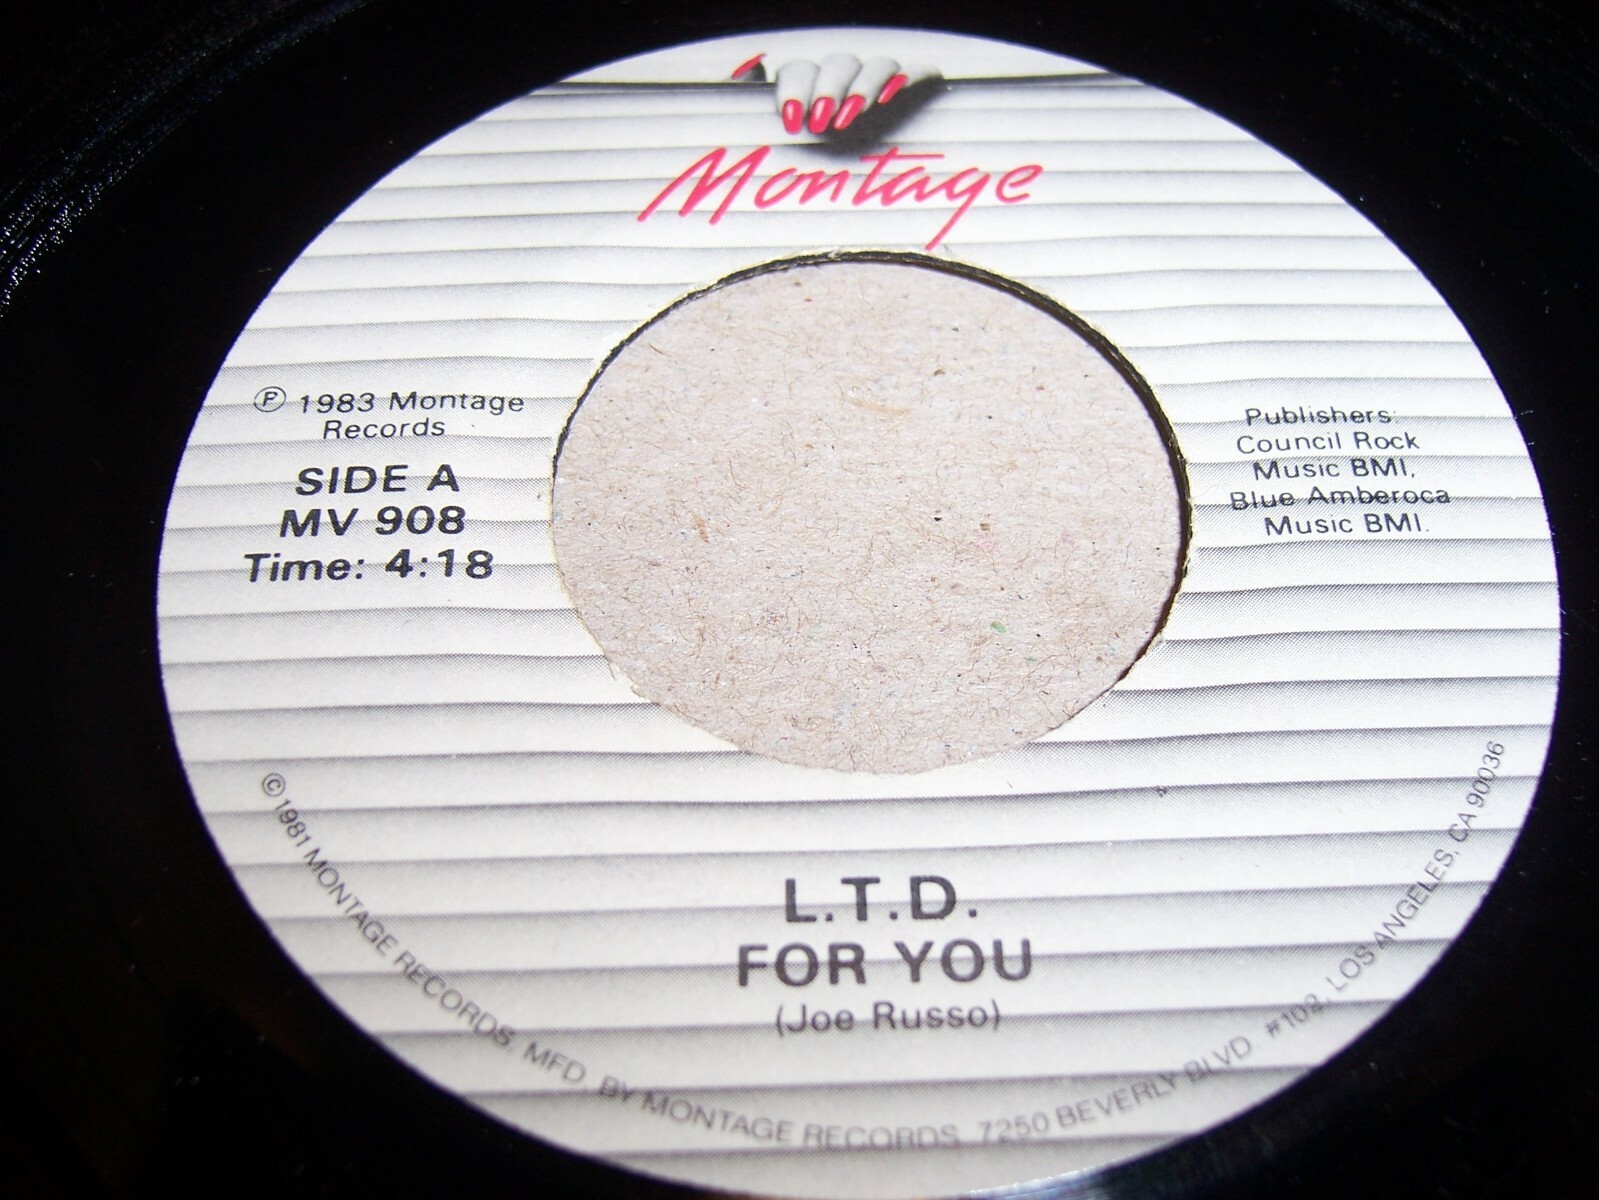 Montage
Ⓟ 1983 Montage
Records
SIDE A
MV 908
Time: 4:18
Publishers:
Council Rock
Music BMI,
Blue Amberoca
Music BMI.
L.T.D.
FOR YOU
(Joe Russo)
© 1981 MONTAGE RECORDS. MFD. BY MONTAGE RECORDS 7250 BEVERLY BLVD #102, LOS ANGELES, CA 90036